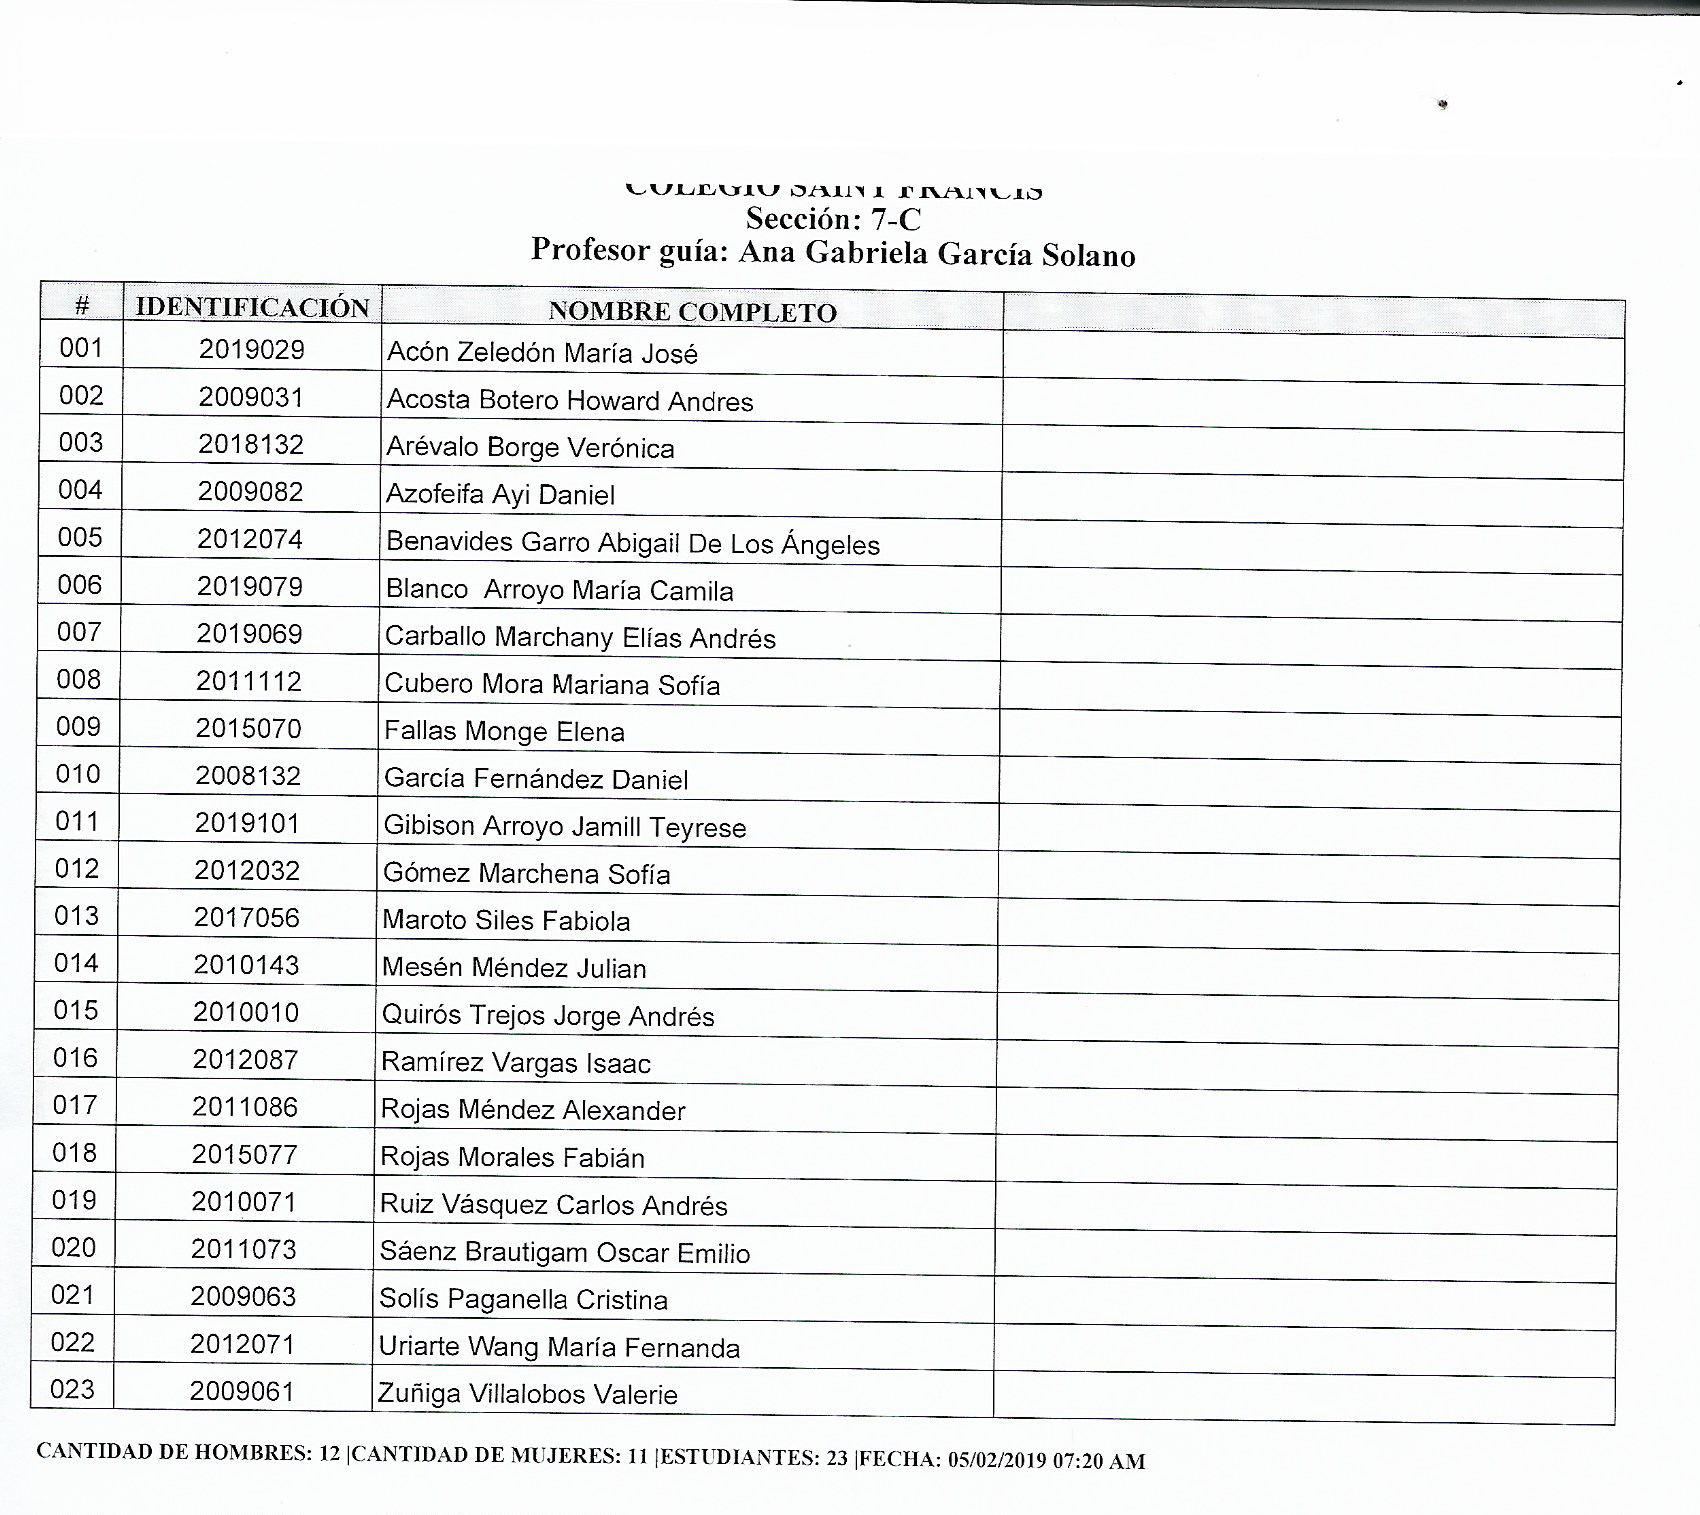 COLEGIO SAINT FRANCIS
Sección: 7-C
Profesor guía: Ana Gabriela García Solano
# IDENTIFICACIÓN NOMBRE COMPLETO
001 2019029 Acón Zeledón María José
002 2009031 Acosta Botero Howard Andres
003 2018132 Arévalo Borge Verónica
004 2009082 Azofeifa Ayi Daniel
005 2012074 Benavides Garro Abigail De Los Ángeles
006 2019079 Blanco  Arroyo María Camila
007 2019069 Carballo Marchany Elías Andrés
008 2011112 Cubero Mora Mariana Sofía
009 2015070 Fallas Monge Elena
010 2008132 García Fernández Daniel
011 2019101 Gibison Arroyo Jamill Teyrese
012 2012032 Gómez Marchena Sofía
013 2017056 Maroto Siles Fabiola
014 2010143 Mesén Méndez Julian
015 2010010 Quirós Trejos Jorge Andrés
016 2012087 Ramírez Vargas Isaac
017 2011086 Rojas Méndez Alexander
018 2015077 Rojas Morales Fabián
019 2010071 Ruiz Vásquez Carlos Andrés
020 2011073 Sáenz Brautigam Oscar Emilio
021 2009063 Solís Paganella Cristina
022 2012071 Uriarte Wang María Fernanda
023 2009061 Zuñiga Villalobos Valerie
CANTIDAD DE HOMBRES: 12 |CANTIDAD DE MUJERES: 11 |ESTUDIANTES: 23 |FECHA: 05/02/2019 07:20 AM